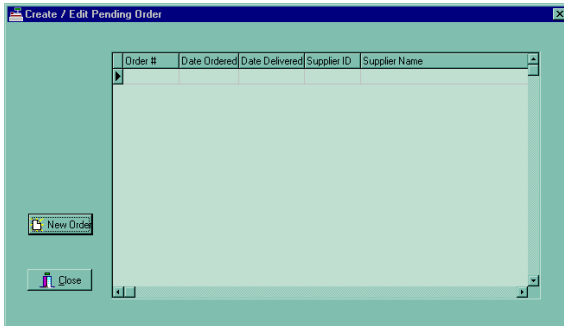 Create / Edit Pending Order
Order # Date Ordered Date Delivered Supplier ID Supplier Name
New Order
Close